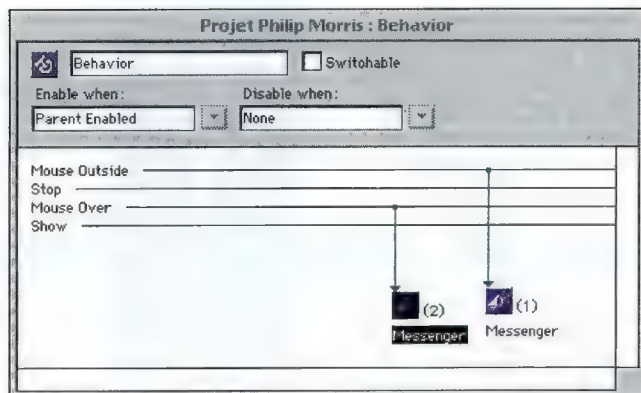 Projet Philip Morris : Behavior
Behavior
Switchable
Enable when:
Disable when:
Parent Enabled
None
Mouse Outside
Stop
Mouse Over
Show
(2)
(1)
Messenger
Messenger